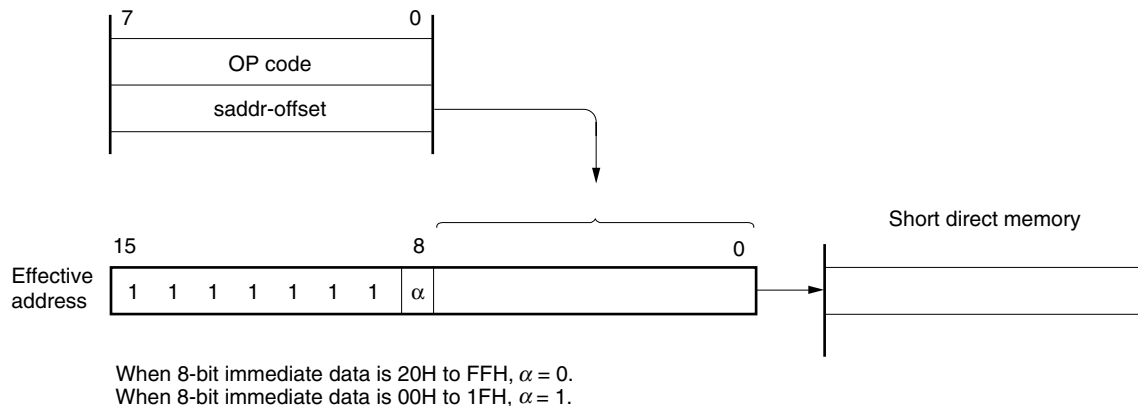 7 0
OP code
saddr-offset
Short direct memory
15 8 0
Effective
address
1 1 1 1 1 1 1 α
When 8-bit immediate data is 20H to FFH, α = 0.
When 8-bit immediate data is 00H to 1FH, α = 1.